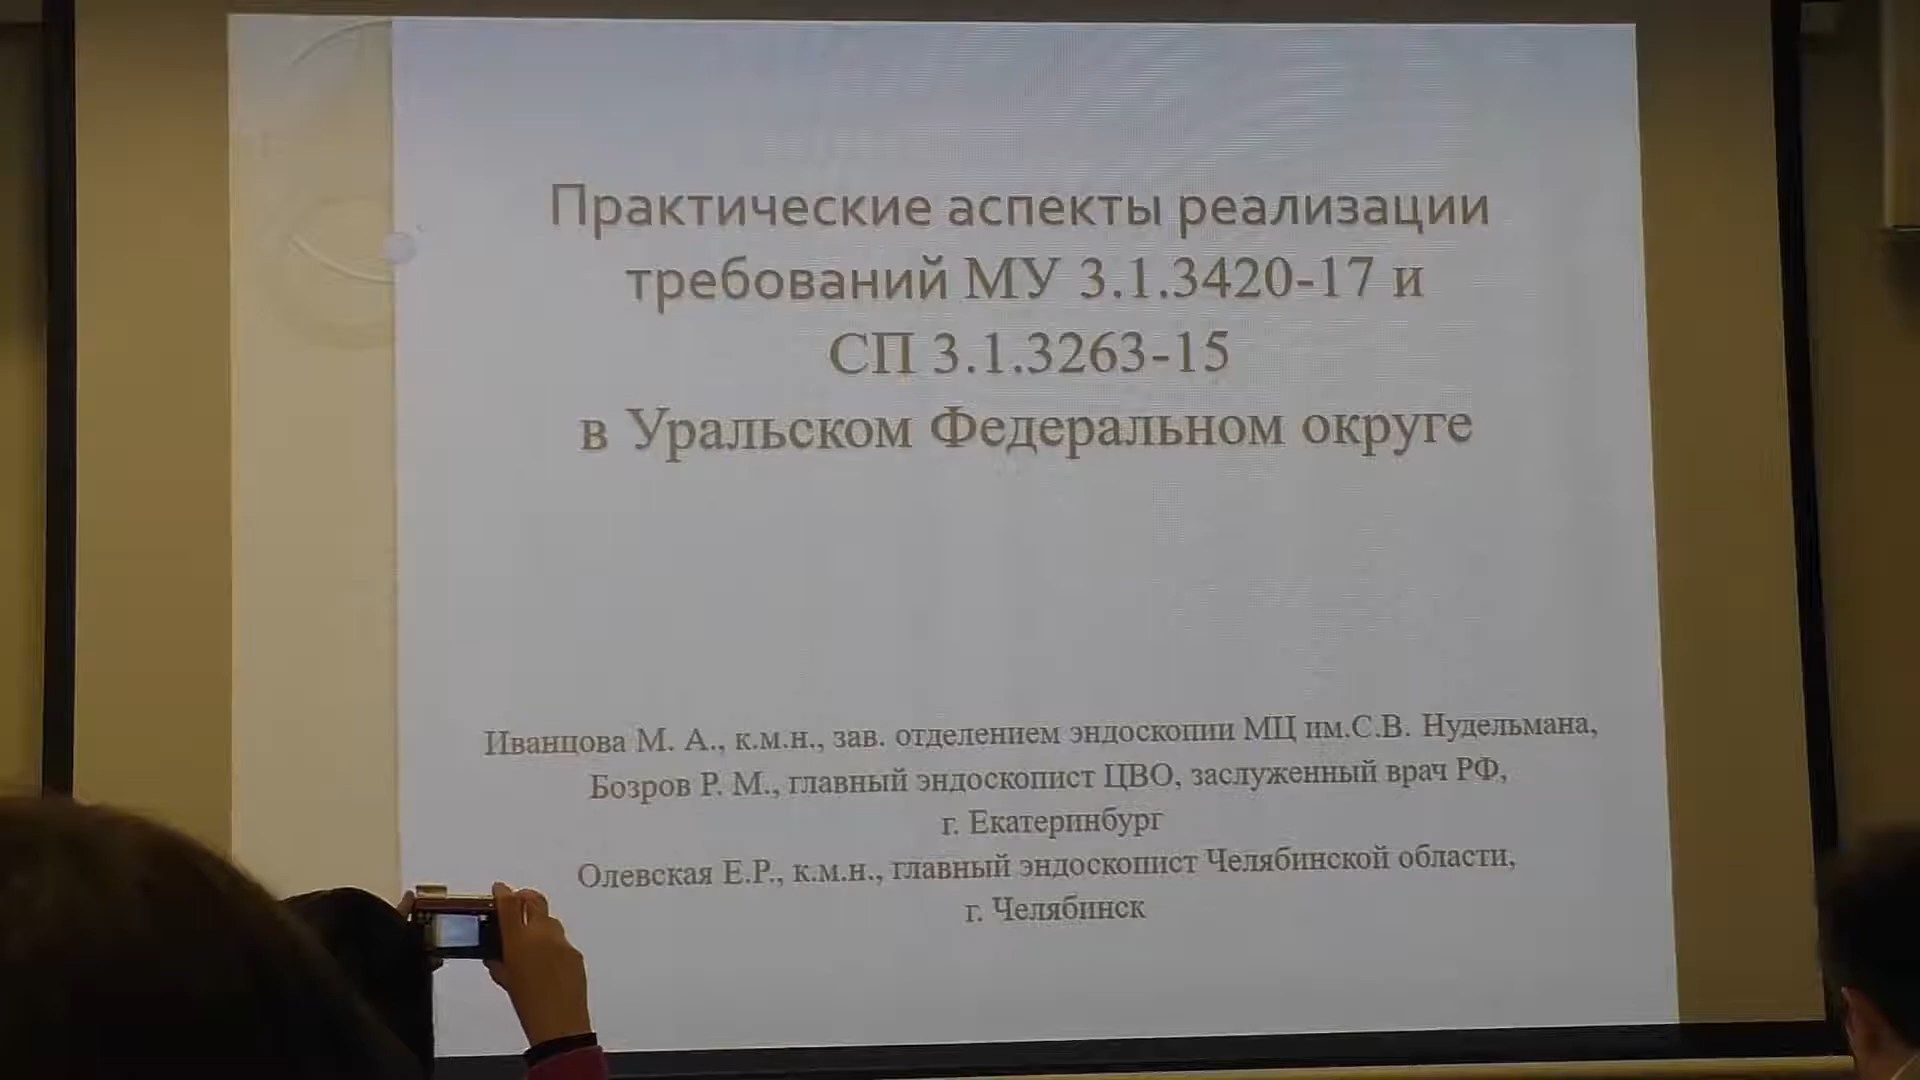 Практические аспекты реализации
требований МУ 3.1.3420-17 и
СП 3.1.3263-15
в Уральском Федеральном округе
Иванцова М. А., к.м.н., зав. отделением эндоскопии МЦ им.С.В. Нудельмана,
Бозров Р. М., главный эндоскопист ЦВО, заслуженный врач РФ,
г. Екатеринбург
Олевская Е.Р., к.м.н., главный эндоскопист Челябинской области,
г. Челябинск